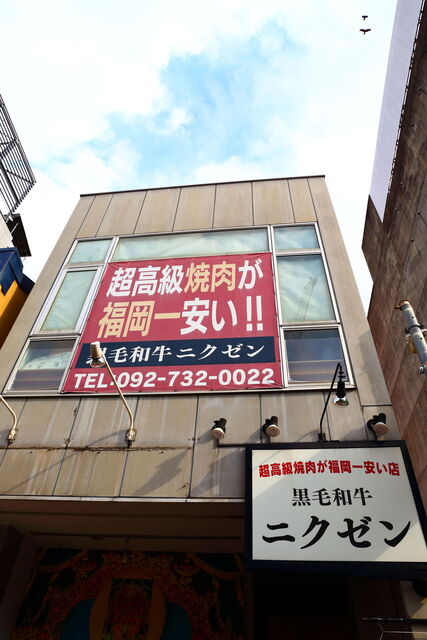 超高級焼肉が
福岡一安い!!
黒毛和牛ニクゼン
TEL:092-732-0022
超高級焼肉が福岡一安い店
黒毛和牛
ニクゼン